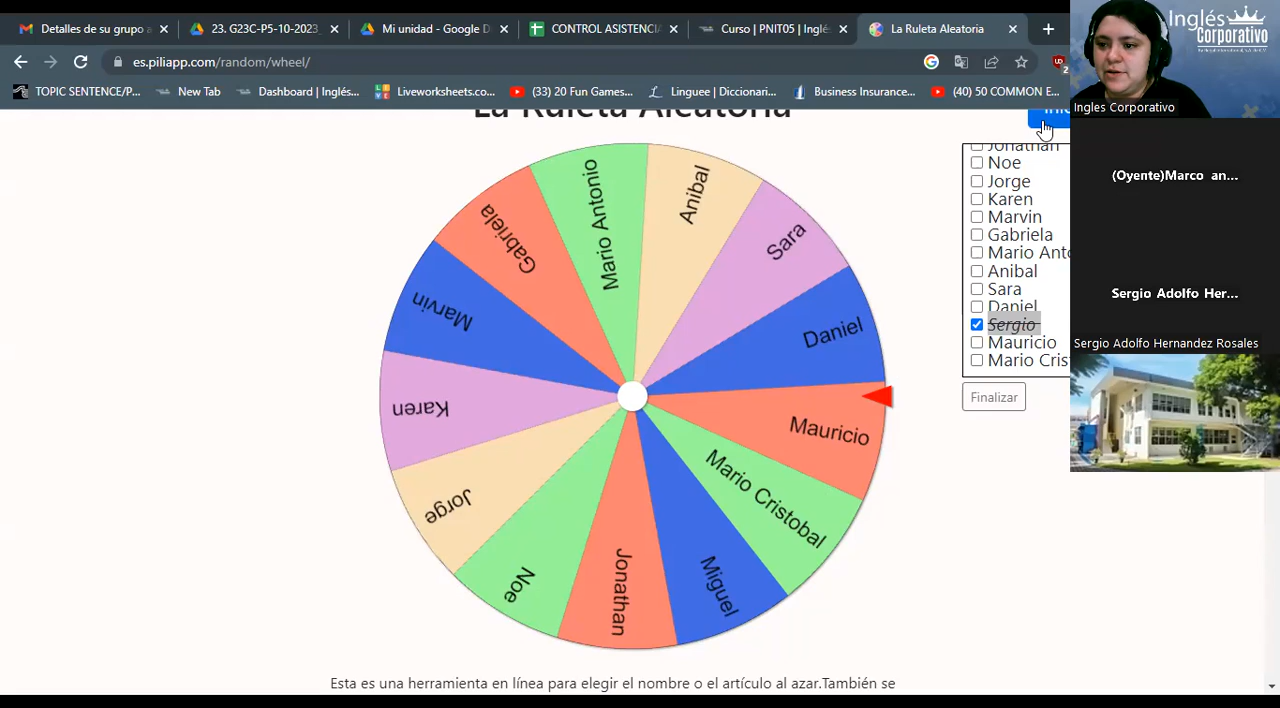 Detalles de su grupo a
23. G23C-P5-10-2023_
Mi unidad - Google D
CONTROL ASISTENCIA
Curso | PNIT05 | Inglé
La Ruleta Aleatoria
es.piliapp.com/random/wheel/
2
TOPIC SENTENCE/P...
New Tab
Dashboard | Inglés...
Liveworksheets.co...
(33) 20 Fun Games...
Linguee | Diccionari...
Business Insurance...
(40) 50 COMMON E...
Inglés
Corporativo
Ingles Corporativo
La Ruleta Aleatoria
Mario Antonio
Anibal
Sara
Daniel
Mauricio
Mario Cristobal
Miguel
Jonathan
Noe
Jorge
Karen
Marvin
Gabriela
Jonathan
Noe
Jorge
Karen
Marvin
Gabriela
Mario Anto
Anibal
Sara
Daniel
Sergio
Mauricio
Mario Cris
Finalizar
(Oyente)Marco an...
Sergio Adolfo Her...
Sergio Adolfo Hernandez Rosales
Esta es una herramienta en línea para elegir el nombre o el artículo al azar.También se